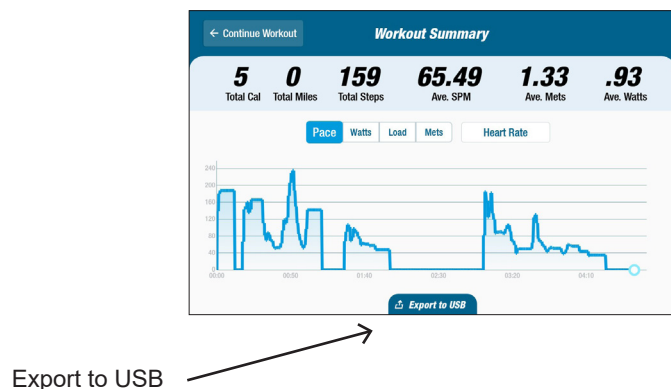 ← Continue Workout
Workout Summary
5 0 159 65.49 1.33 .93
Total Cal Total Miles Total Steps Ave. SPM Ave. Mets Ave. Watts
Pace Watts Load Mets Heart Rate
240
200
160
120
80
40
0
00:00 00:50 01:40 02:30 03:20 04:10
Export to USB
Export to USB